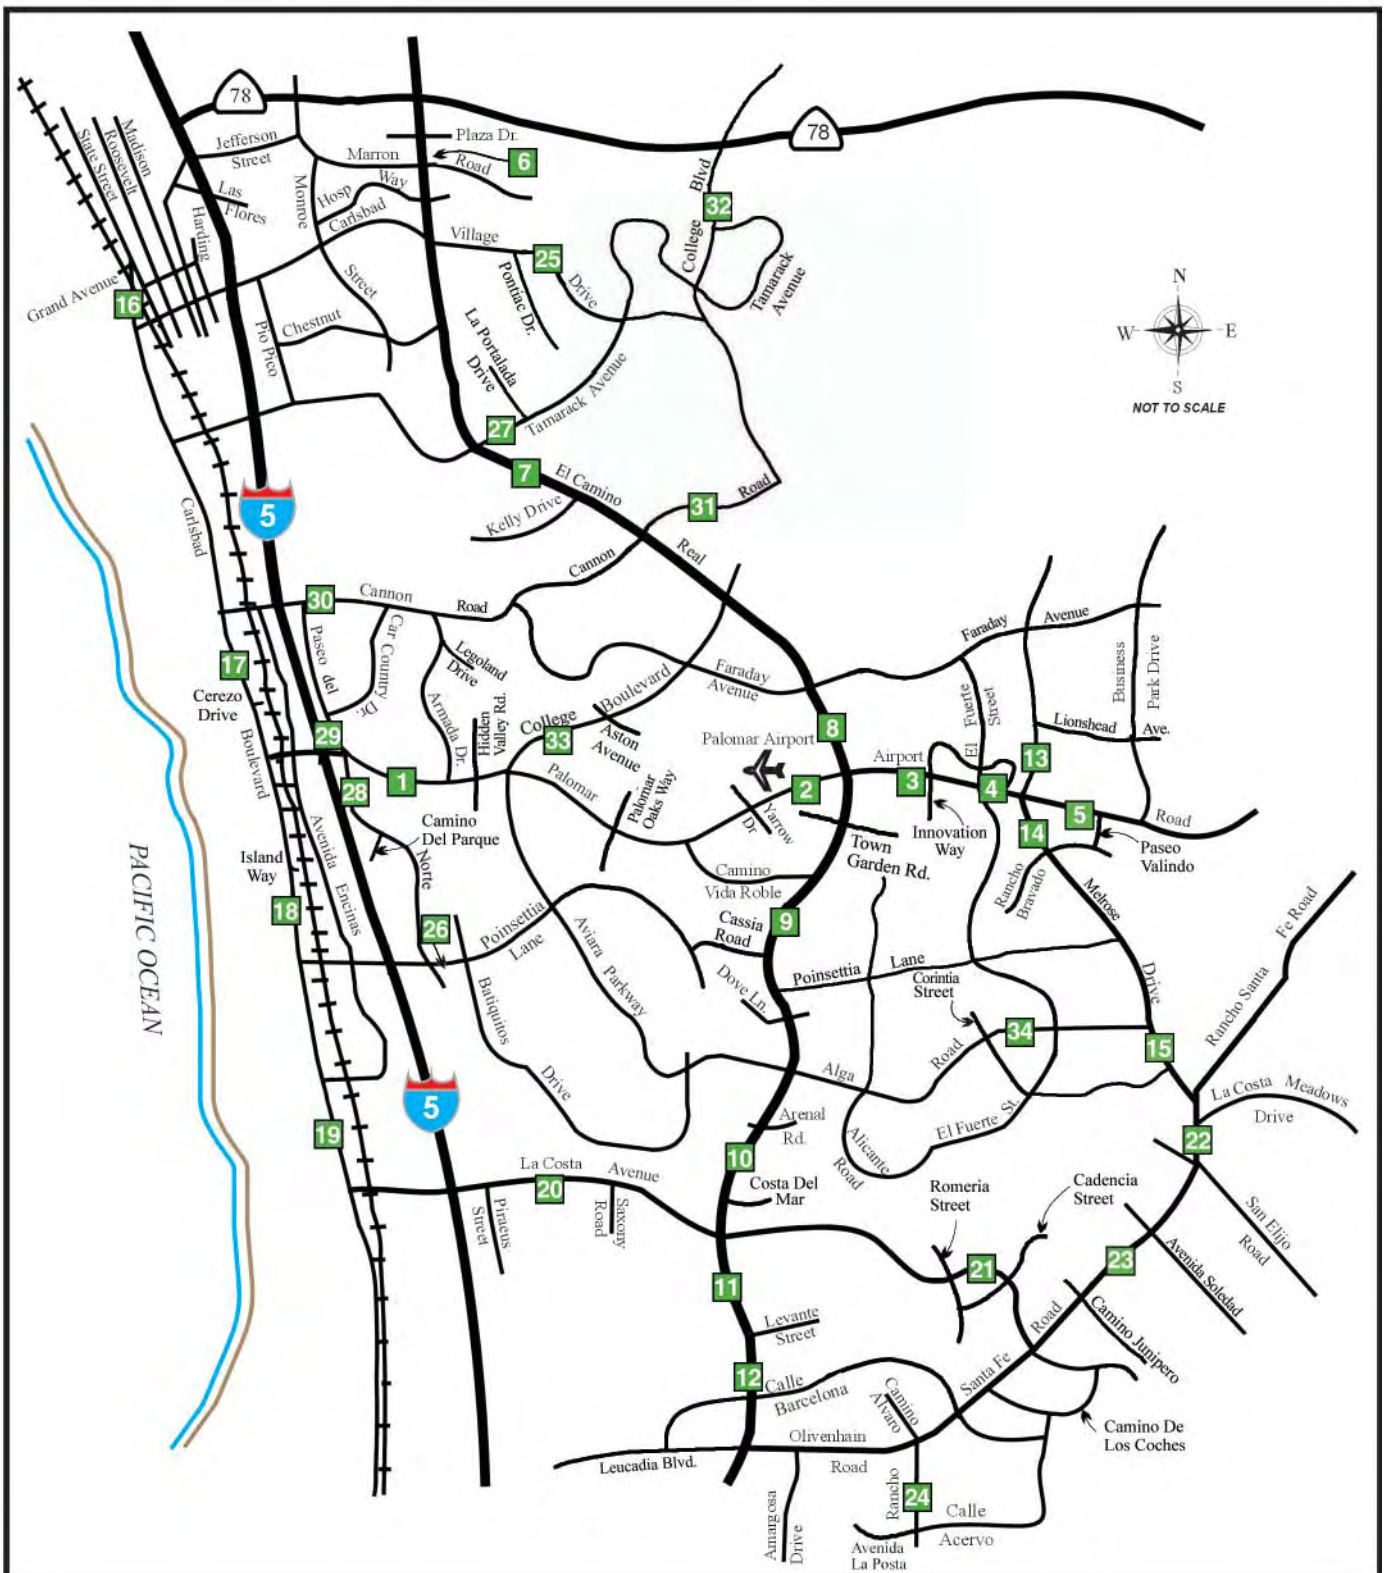 78
78
Plaza Dr.
6
Jefferson
Street
Marron
Road
Madison
Roosevelt
State Street
Las
Flores
Harding
Monroe
Street
Hosp
Way
Carlsbad
Village
Drive
25
Pontiac Dr.
Blvd
32
College
Tamarack
Avenue
Grand Avenue
16
Pio Pico
Chestnut
La Portalada
Drive
27
Tamarack Avenue
N
W
E
S
NOT TO SCALE
7
El Camino
Real
Kelly Drive
31
Road
Cannon
5
Carlsbad
Boulevard
30
Cannon
Road
Paseo del
Norte
Car Country Dr.
Legoland
Drive
Armada Dr.
Hidden
Valley Rd.
17
Cerezo
Drive
29
28
1
College
Boulevard
33
Aston
Avenue
Faraday
Avenue
Faraday
Avenue
El Fuerte
Street
Business
Park Drive
Lionshead
Ave.
8
Palomar Airport
Airport
Road
2
3
4
13
5
14
Palomar
Palomar
Oaks Way
Yarrow
Dr
Town
Garden Rd.
Innovation
Way
Paseo
Valindo
Rancho
Bravado
Melrose
Drive
Camino
Del Parque
Camino
Vida Roble
Island
Way
Avenida
Encinas
18
26
Poinsettia
Lane
Aviara
Parkway
Cassia
Road
9
Dove Ln.
Poinsettia
Lane
Corintia
Street
34
15
Rancho Santa
Fe Road
PACIFIC OCEAN
Batiquitos
Drive
5
19
Alga
Road
Arenal
Rd.
Alicante
Road
El Fuerte St.
La Costa
Meadows
Drive
22
San Elijo
Road
La Costa
Avenue
20
10
Costa Del
Mar
Piraeus
Street
Saxony
Road
Romeria
Street
Cadencia
Street
21
23
Avenida Soledad
Camino Junipero
11
Levante
Street
12
Calle
Barcelona
Camino
Alvaro
Santa Fe
Road
Camino De
Los Coches
Olivenhain
Road
Leucadia Blvd.
Rancho
24
Amargosa
Drive
Calle
Acervo
Avenida
La Posta